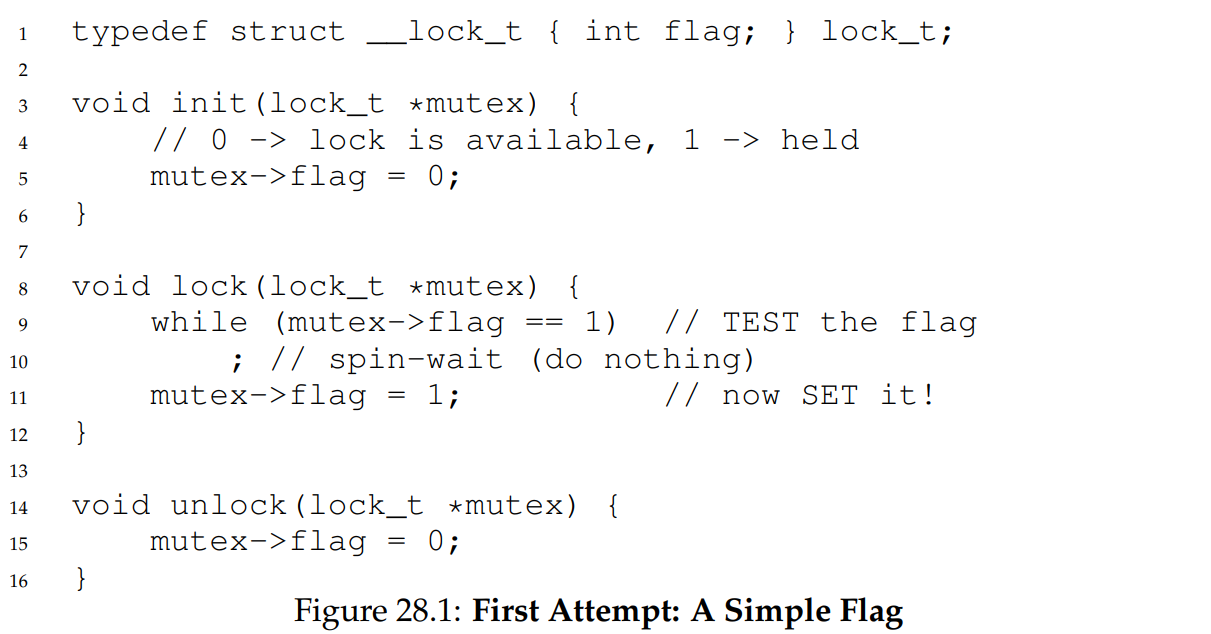 1 typedef struct __lock_t { int flag; } lock_t;
2
3 void init(lock_t *mutex) {
4     // 0 -> lock is available, 1 -> held
5     mutex->flag = 0;
6 }
7
8 void lock(lock_t *mutex) {
9     while (mutex->flag == 1)  // TEST the flag
10         ; // spin-wait (do nothing)
11     mutex->flag = 1;          // now SET it!
12 }
13
14 void unlock(lock_t *mutex) {
15     mutex->flag = 0;
16 }
Figure 28.1: First Attempt: A Simple Flag